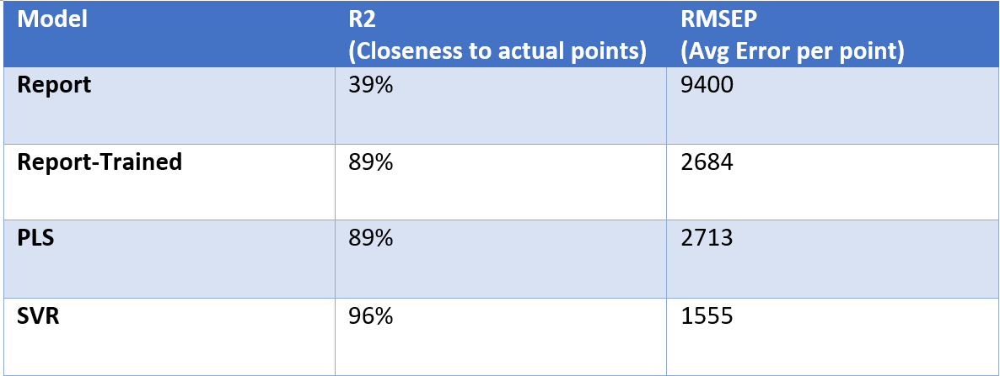 Model R2 RMSEP
(Closeness to actual points) (Avg Error per point)
Report 39% 9400
Report-Trained 89% 2684
PLS 89% 2713
SVR 96% 1555